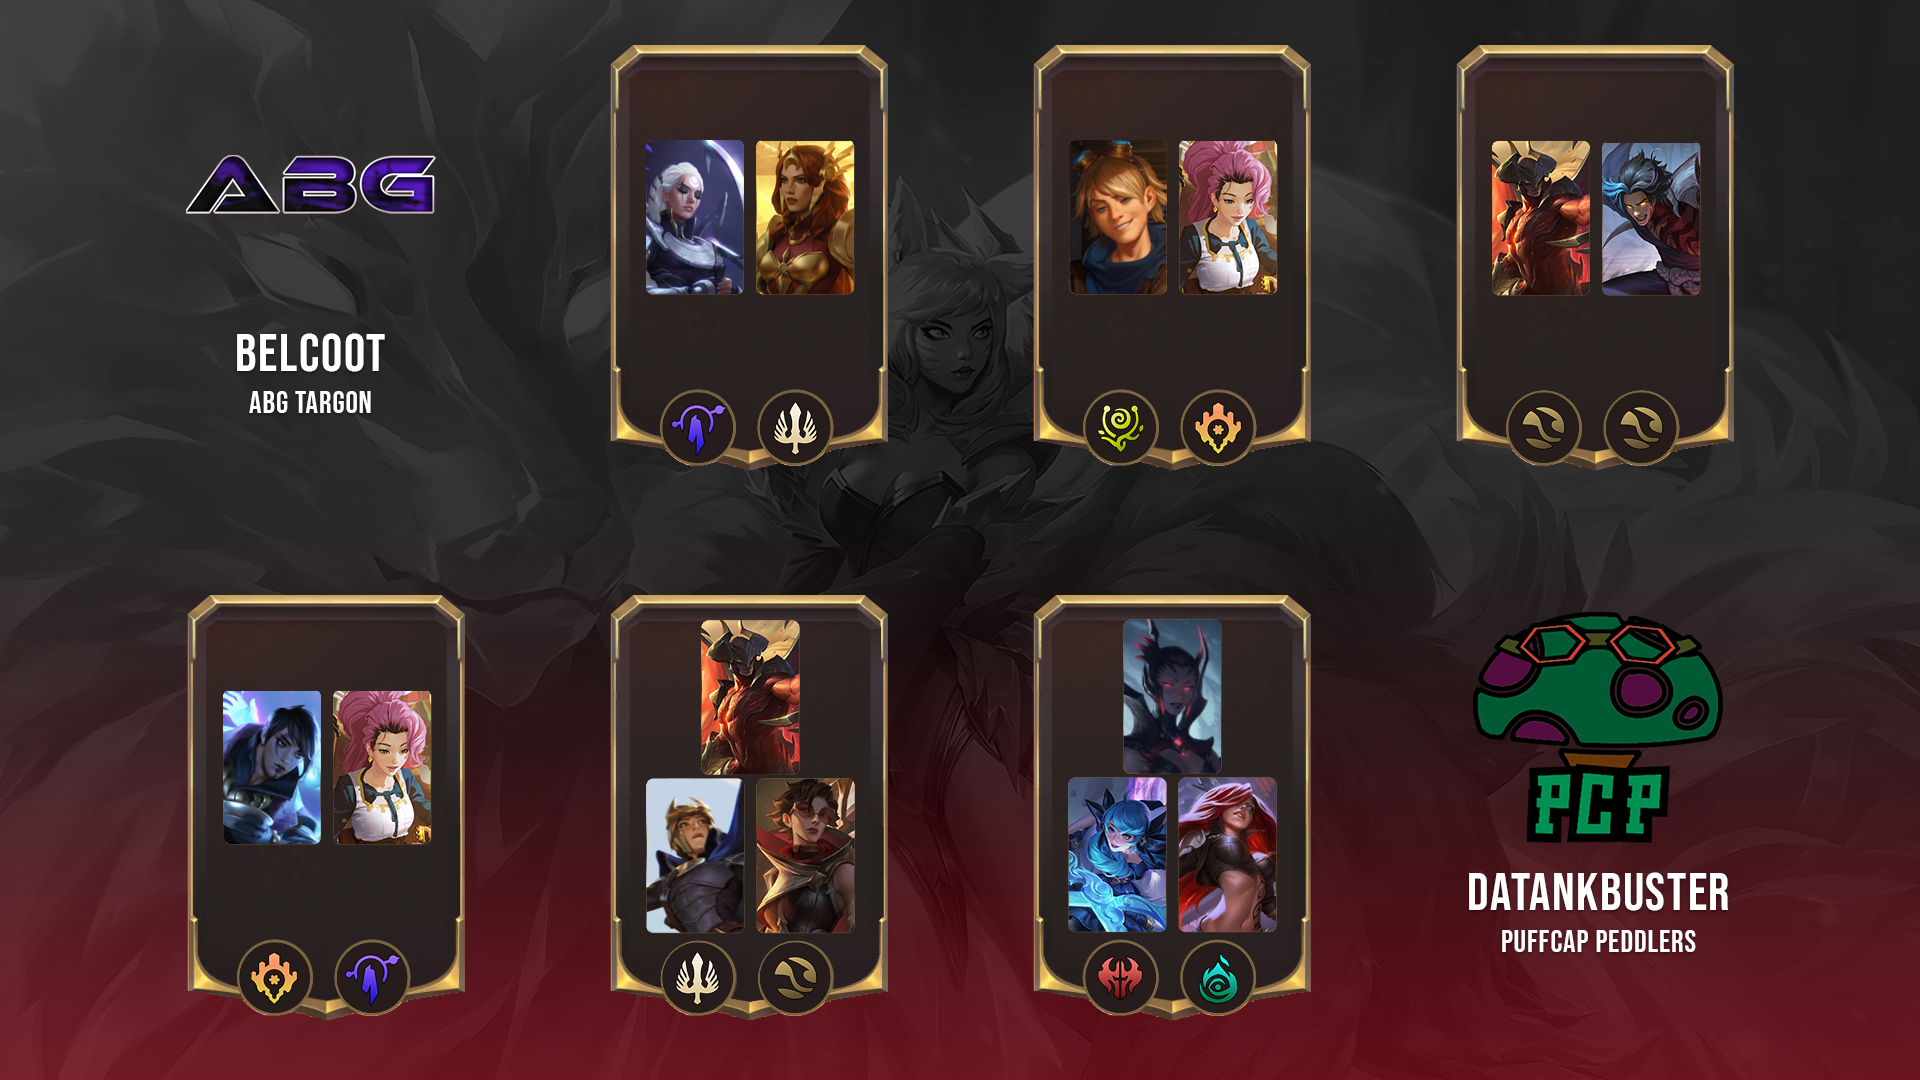 ABG
BELCOOT
ABG TARGON
PCP
DATANKBUSTER
PUFFCAP PEDDLERS